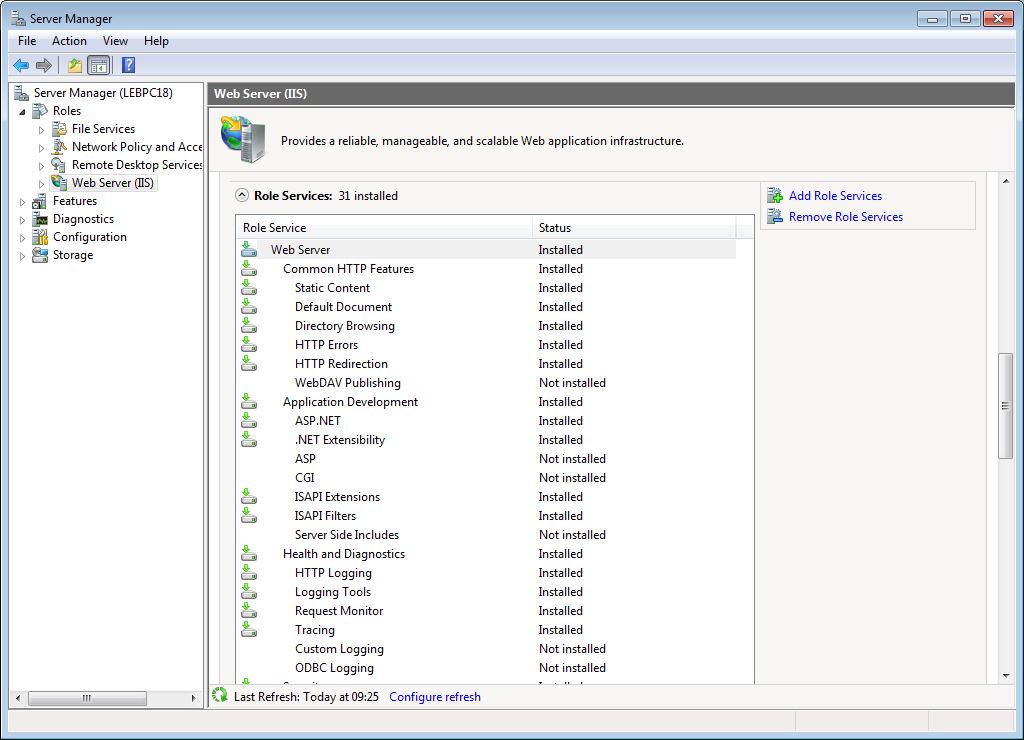 Server Manager
File Action View Help
Server Manager (LEBPC18)
Roles
File Services
Network Policy and Acce
Remote Desktop Services
Web Server (IIS)
Features
Diagnostics
Configuration
Storage
Web Server (IIS)
Provides a reliable, manageable, and scalable Web application infrastructure.
Role Services: 31 installed
Role Service Status
Web Server Installed
Common HTTP Features Installed
Static Content Installed
Default Document Installed
Directory Browsing Installed
HTTP Errors Installed
HTTP Redirection Installed
WebDAV Publishing Not installed
Application Development Installed
ASP.NET Installed
.NET Extensibility Installed
ASP Not installed
CGI Not installed
ISAPI Extensions Installed
ISAPI Filters Installed
Server Side Includes Not installed
Health and Diagnostics Installed
HTTP Logging Installed
Logging Tools Installed
Request Monitor Installed
Tracing Installed
Custom Logging Not installed
ODBC Logging Not installed
Add Role Services
Remove Role Services
Last Refresh: Today at 09:25 Configure refresh